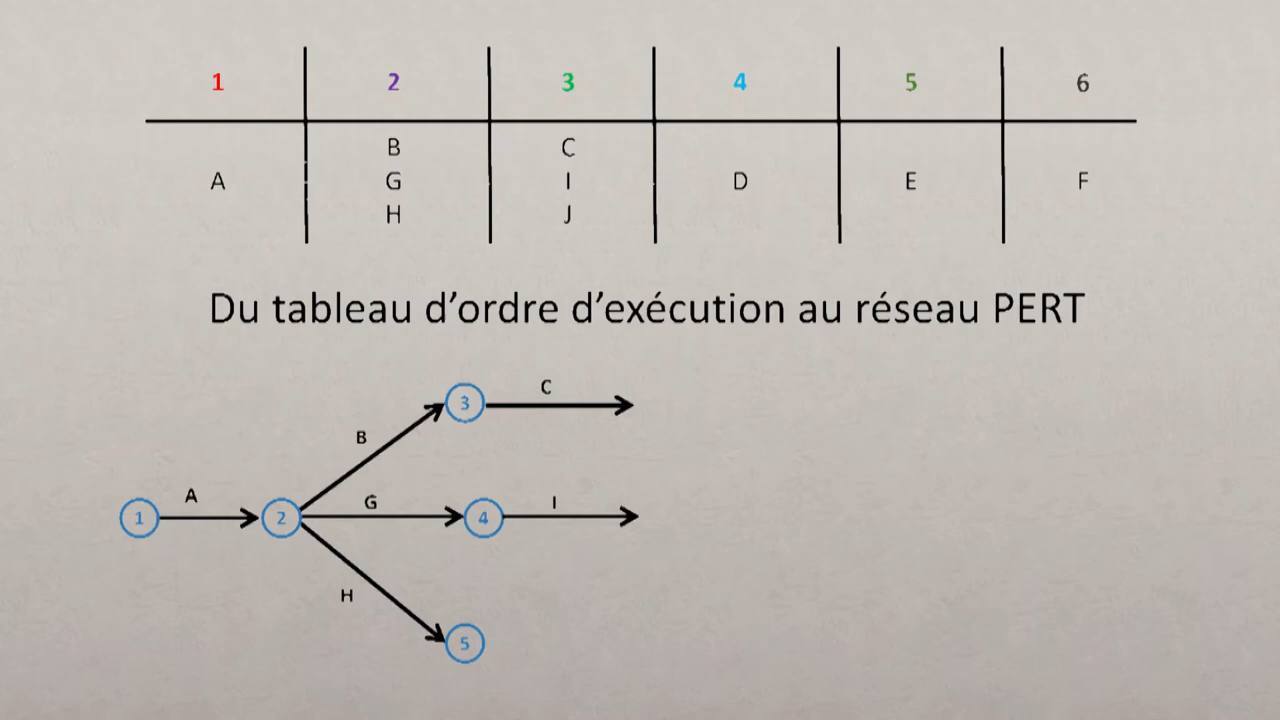 1 2 3 4 5 6
B C
A G I D E F
H J
Du tableau d’ordre d’exécution au réseau PERT
C
3
B
A G I
1 2 4
H
5